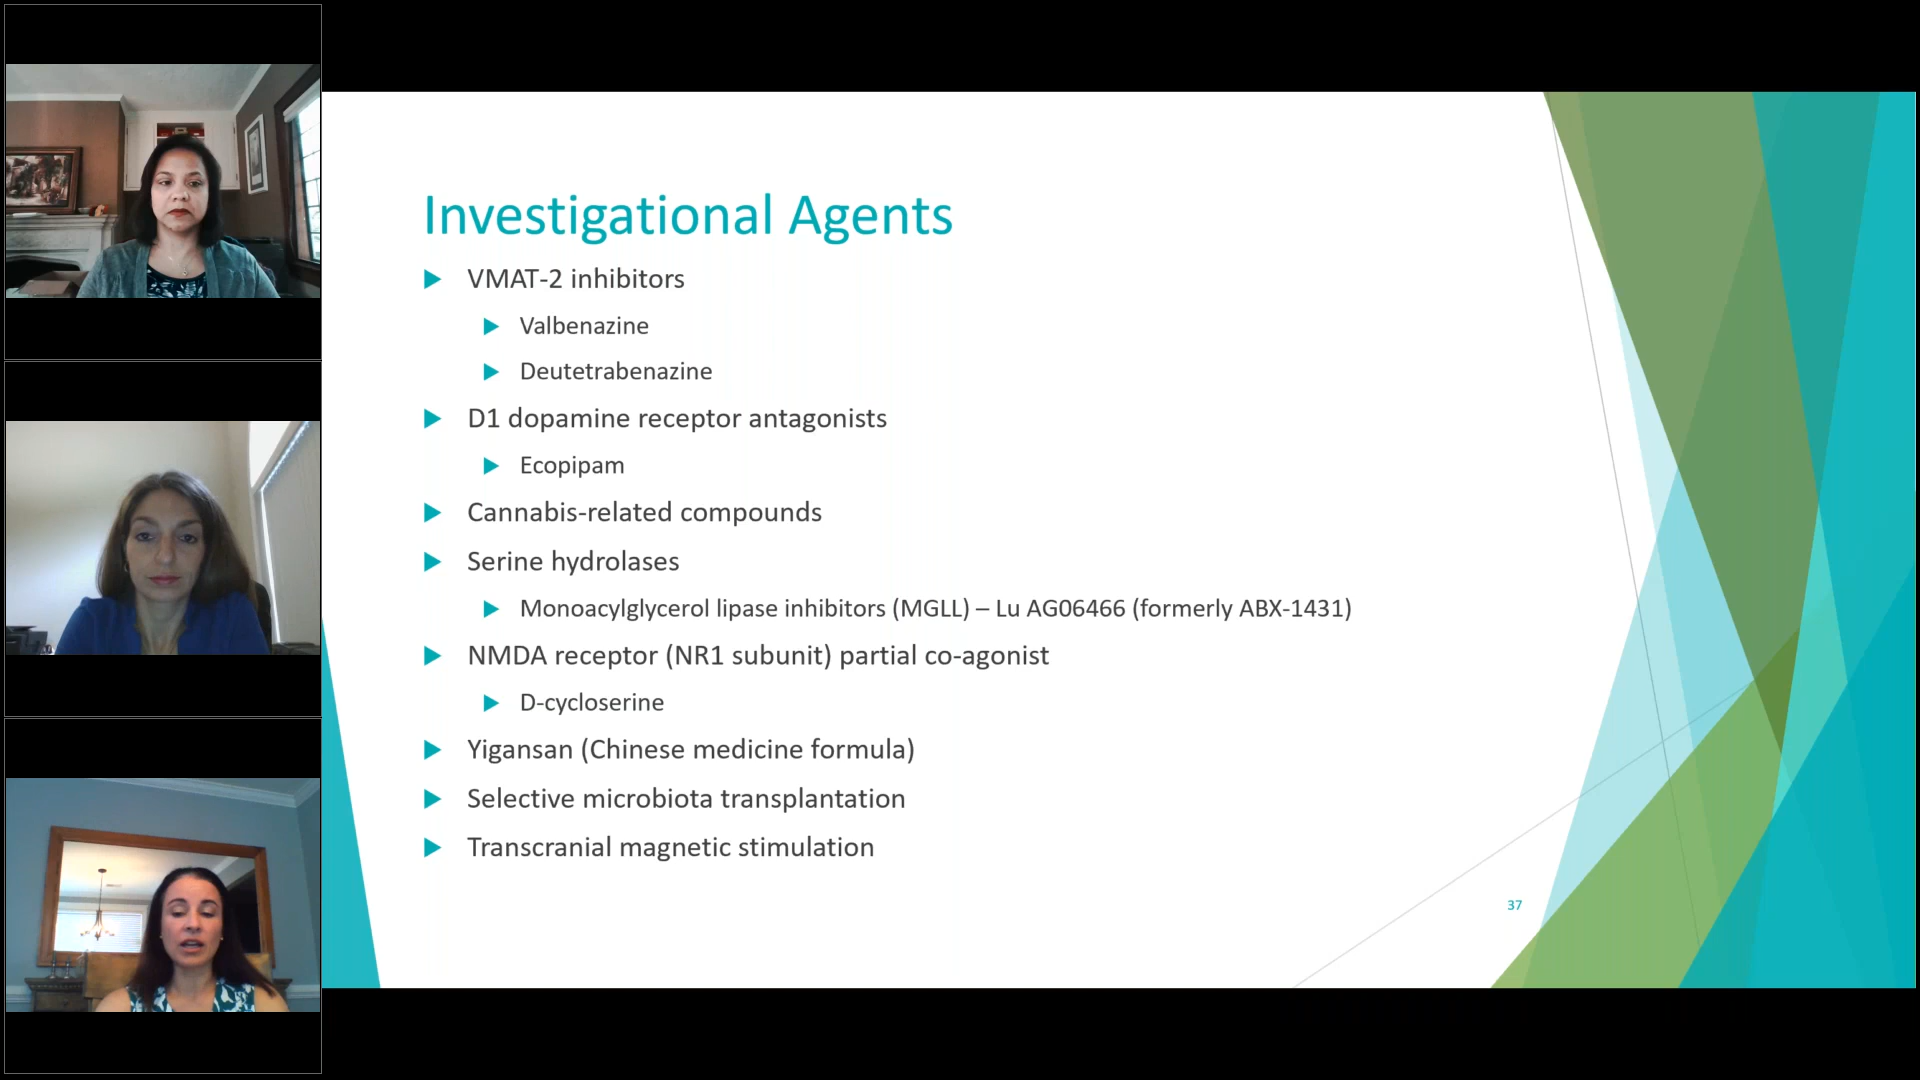 Investigational Agents
VMAT-2 inhibitors
Valbenazine
Deutetrabenazine
D1 dopamine receptor antagonists
Ecopipam
Cannabis-related compounds
Serine hydrolases
Monoacylglycerol lipase inhibitors (MGLL) – Lu AG06466 (formerly ABX-1431)
NMDA receptor (NR1 subunit) partial co-agonist
D-cycloserine
Yigansan (Chinese medicine formula)
Selective microbiota transplantation
Transcranial magnetic stimulation
37